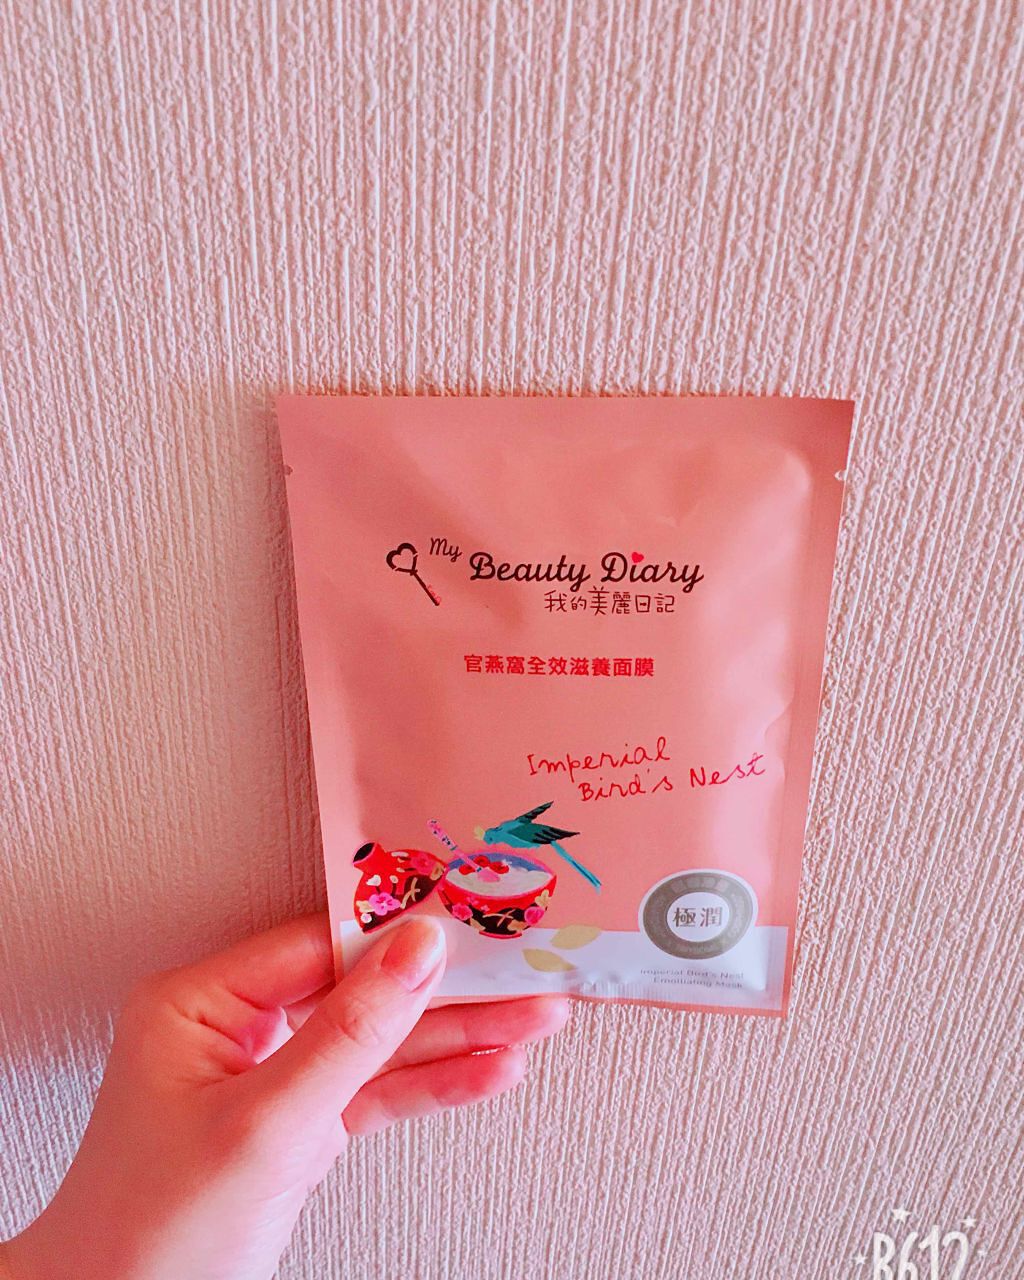 My
Beauty Diary
我的美麗日記
官燕窩全效滋養面膜
Imperial
Bird's Nest
極潤
Imperial Bird's Nest
Emolliating Mask
B612